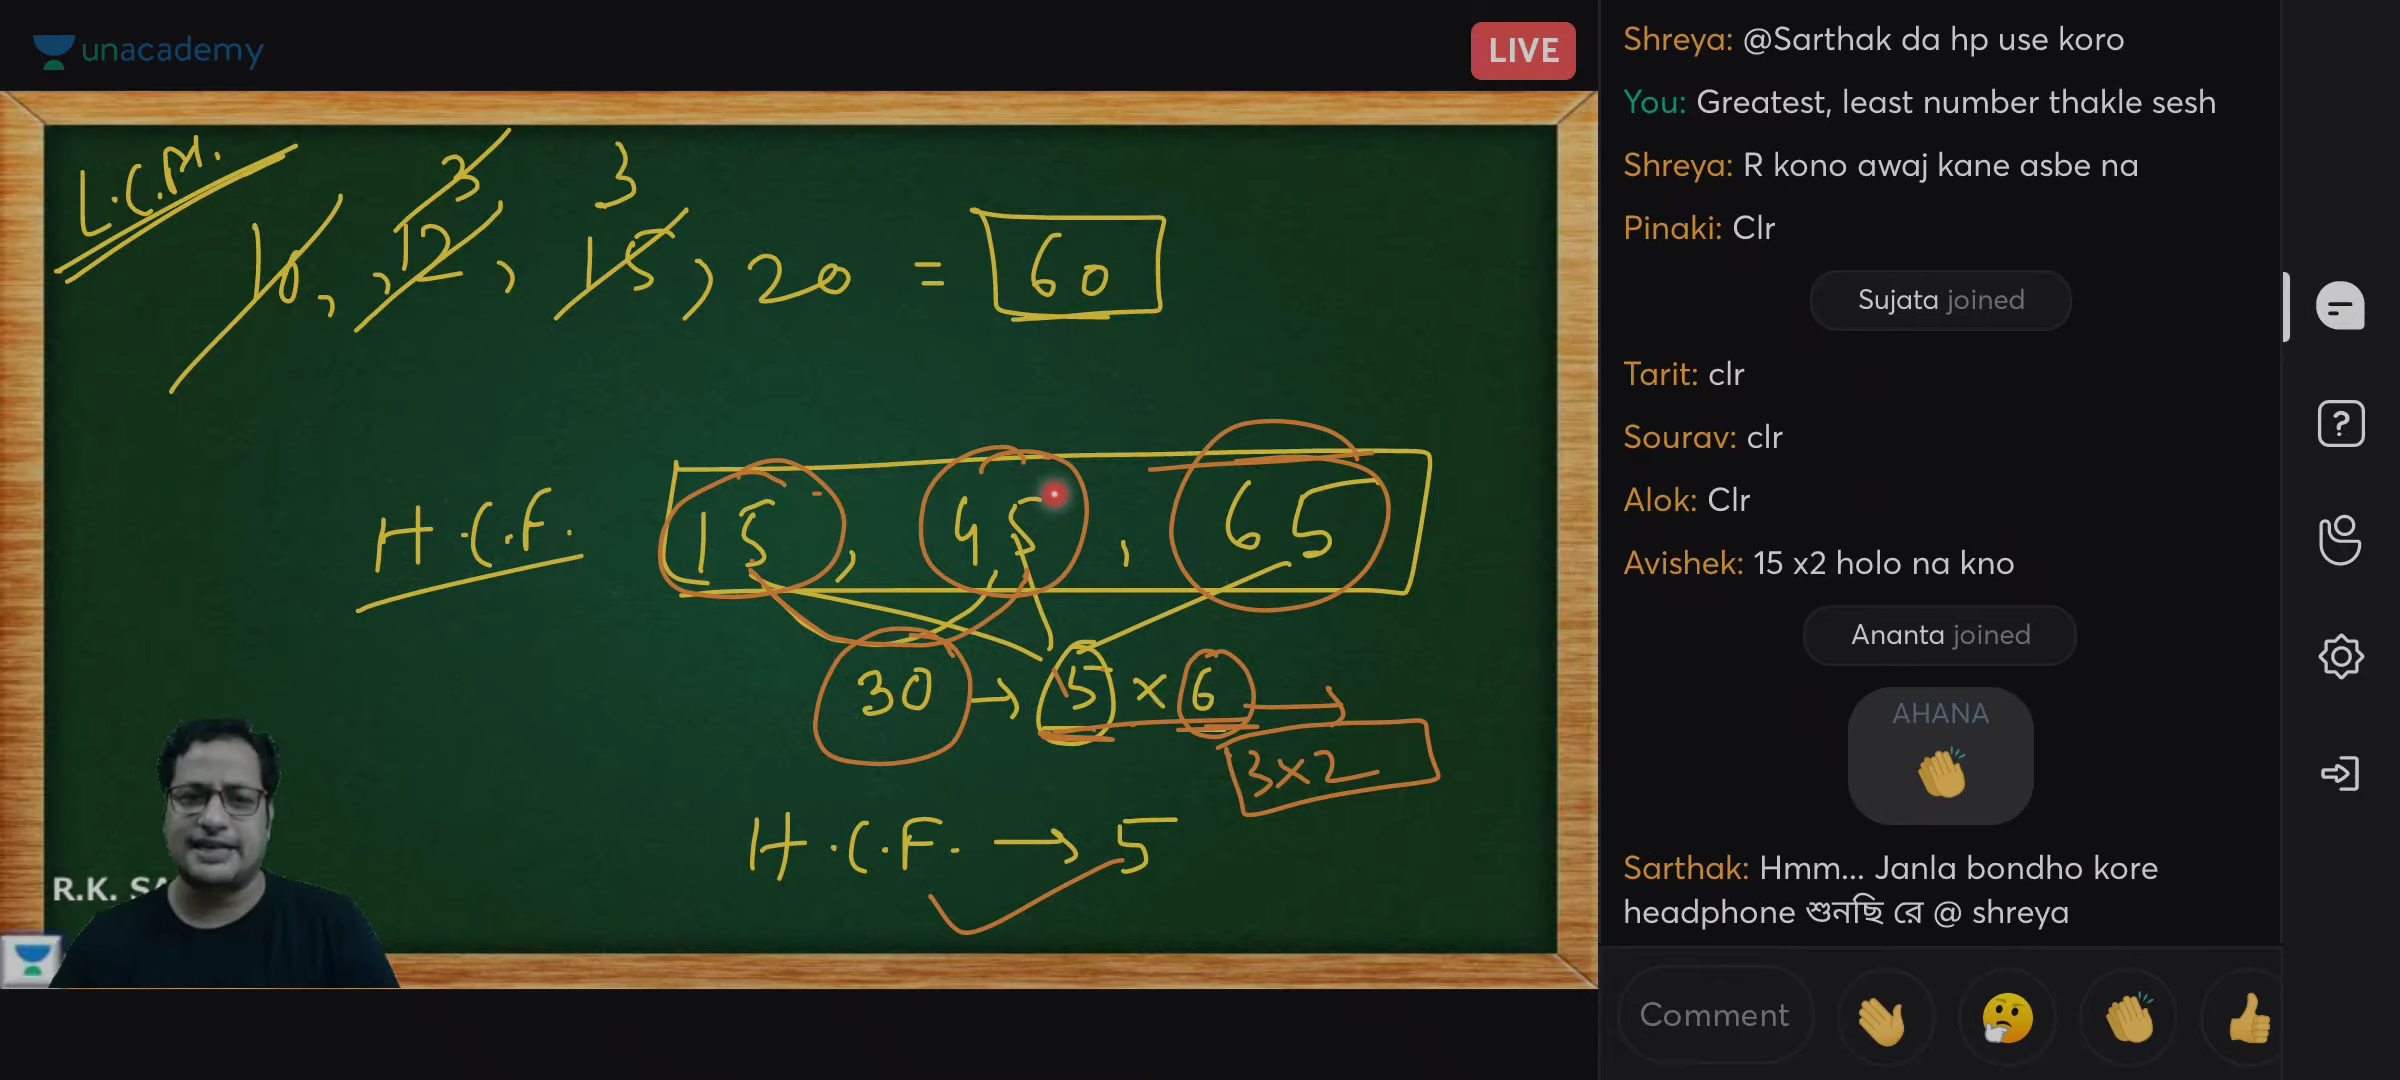 unacademy
LIVE
L.C.M.
3 3
10, 12, 15, 20 = 60
H.C.F. 15, 45, 65
30 → 5 × 6 →
3×2
H.C.F. → 5
R.K. SA
Shreya: @Sarthak da hp use koro
You: Greatest, least number thakle sesh
Shreya: R kono awaj kane asbe na
Pinaki: Clr
Sujata joined
Tarit: clr
Sourav: clr
Alok: Clr
Avishek: 15 x2 holo na kno
Ananta joined
AHANA
Sarthak: Hmm... Janla bondho kore
headphone শুনছি রে @ shreya
Comment